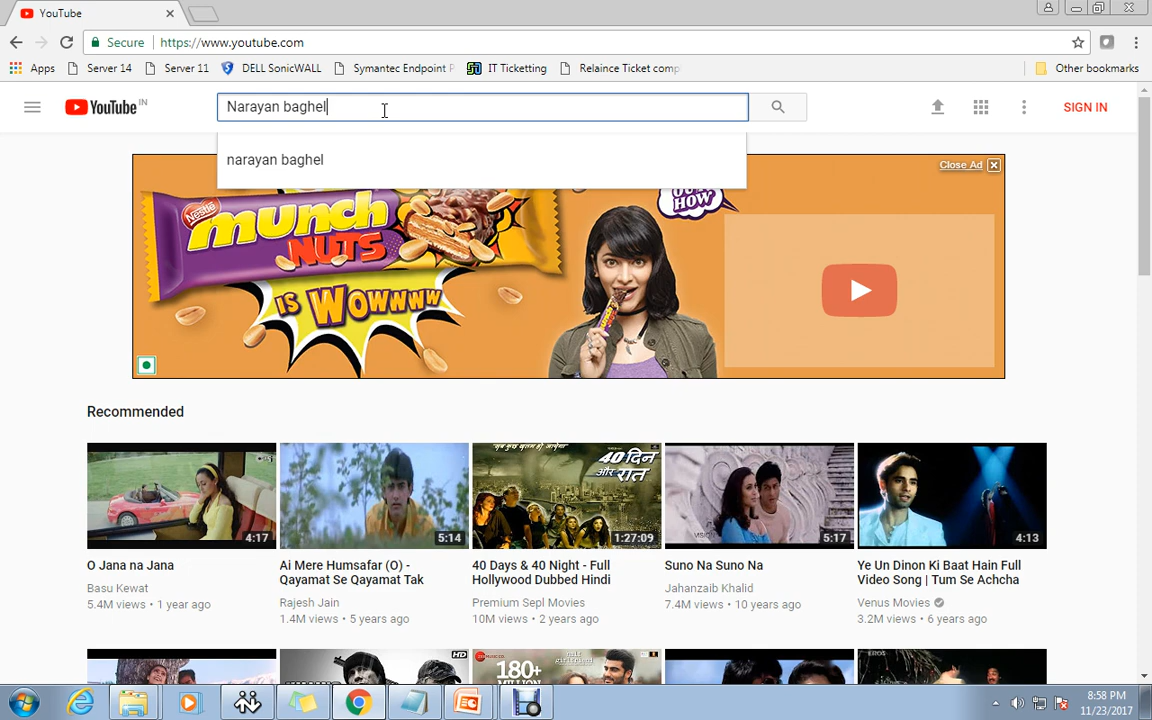 YouTube
Secure https://www.youtube.com
Apps Server 14 Server 11 DELL SonicWALL Symantec Endpoint P IT Ticketting Relaince Ticket comp Other bookmarks
YouTube IN Narayan baghel SIGN IN
narayan baghel
Close Ad
HOW
Nestle
munch
NUTS
IS WOWWWW
Recommended
40 दिन
और रात
4:17 5:14 1:27:09 5:17 4:13
O Jana na Jana
Basu Kewat
5.4M views • 1 year ago
Ai Mere Humsafar (O) -
Qayamat Se Qayamat Tak
Rajesh Jain
1.4M views • 5 years ago
40 Days & 40 Night - Full
Hollywood Dubbed Hindi
Premium Sepl Movies
10M views • 2 years ago
Suno Na Suno Na
Jahanzaib Khalid
7.4M views • 10 years ago
Ye Un Dinon Ki Baat Hain Full
Video Song | Tum Se Achcha
Venus Movies
3.2M views • 6 years ago
HD
180+
8:58 PM
11/23/2017